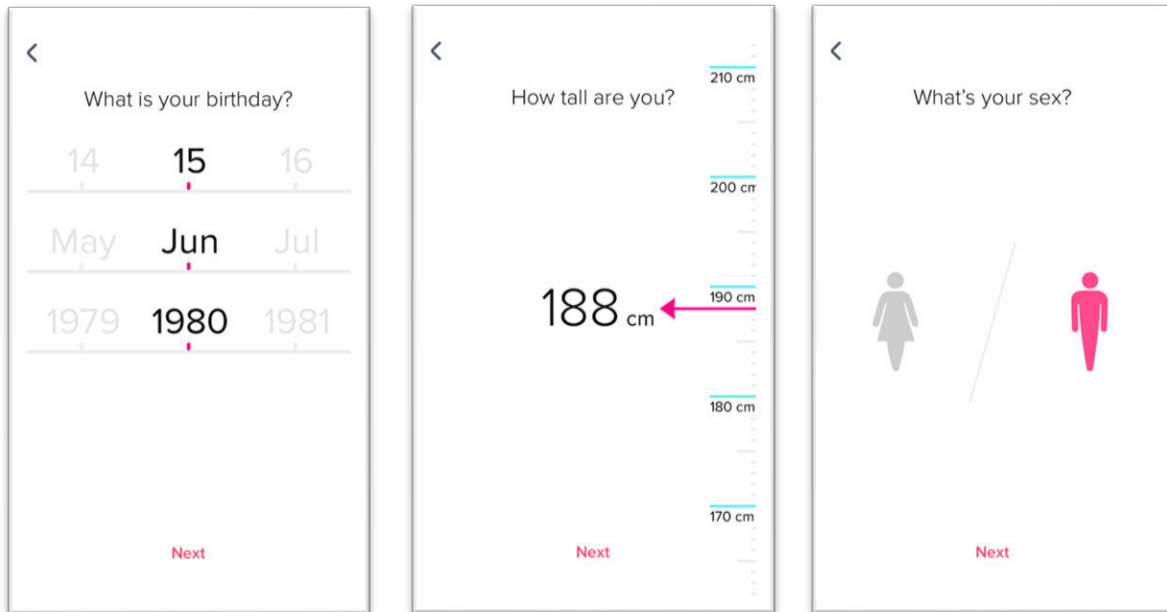 What is your birthday?
14 15 16
May Jun Jul
1979 1980 1981
Next
How tall are you?
210 cm
200 cm
190 cm
188 cm
180 cm
170 cm
Next
What's your sex?
Next